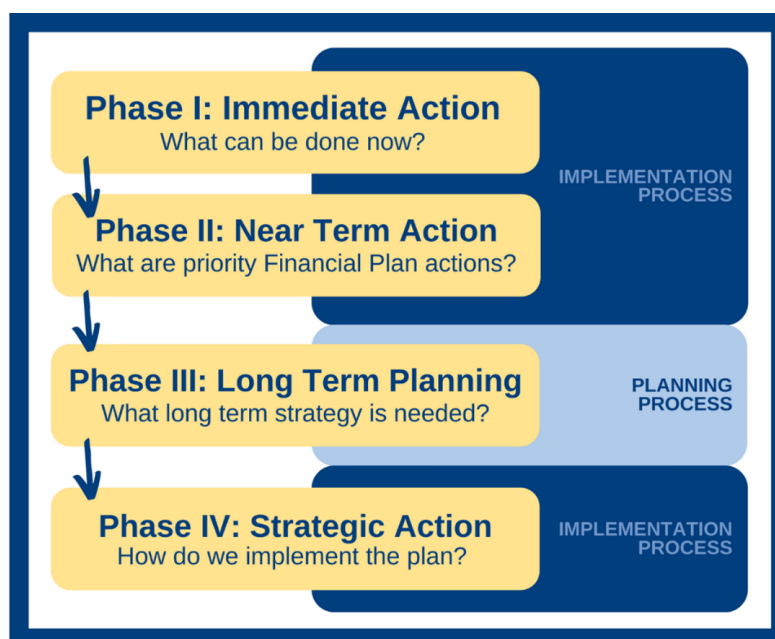 Phase I: Immediate Action
What can be done now?
IMPLEMENTATION
PROCESS
Phase II: Near Term Action
What are priority Financial Plan actions?
Phase III: Long Term Planning
What long term strategy is needed?
PLANNING
PROCESS
Phase IV: Strategic Action
How do we implement the plan?
IMPLEMENTATION
PROCESS